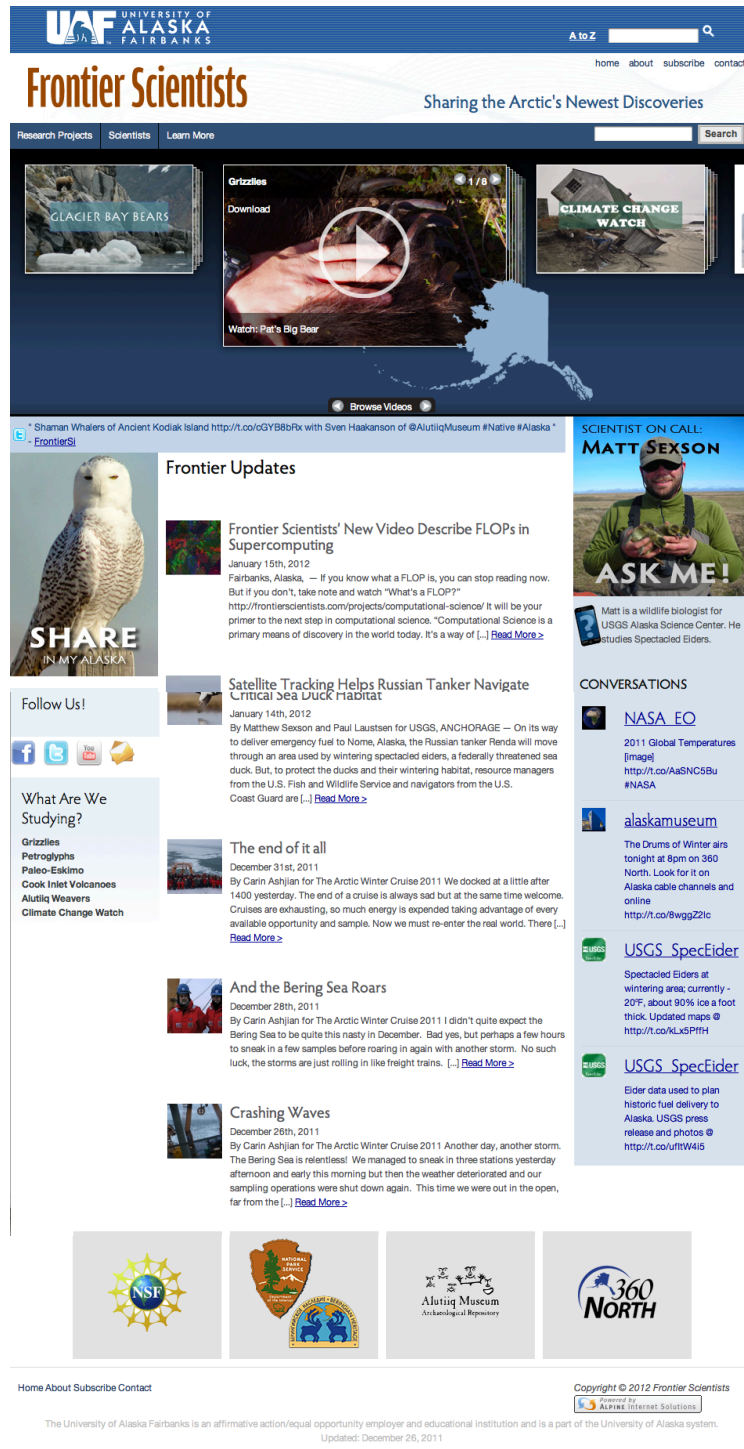 UAF UNIVERSITY OF
ALASKA
FAIRBANKS
A to Z
home about subscribe contact
Frontier Scientists
Sharing the Arctic's Newest Discoveries
Research Projects Scientists Learn More
Search
GLACIER BAY BEARS
Grizzlies
1 / 8
Download
Watch: Pat's Big Bear
CLIMATE CHANGE
WATCH
Browse Videos
" Shaman Whalers of Ancient Kodiak Island http://t.co/cGYB8bRx with Sven Haakanson of @AlutiiqMuseum #Native #Alaska "
- FrontierSi
SHARE
IN MY ALASKA
Follow Us!
You
Tube
What Are We
Studying?
Grizzlies
Petroglyphs
Paleo-Eskimo
Cook Inlet Volcanoes
Alutiiq Weavers
Climate Change Watch
Frontier Updates
Frontier Scientists' New Video Describe FLOPs in
Supercomputing
January 15th, 2012
Fairbanks, Alaska, — If you know what a FLOP is, you can stop reading now.
But if you don't, take note and watch "What's a FLOP?"
http://frontierscientists.com/projects/computational-science/ It will be your
primer to the next step in computational science. "Computational Science is a
primary means of discovery in the world today. It's a way of [...] Read More >
Satellite Tracking Helps Russian Tanker Navigate
Critical Sea Duck Habitat
January 14th, 2012
By Matthew Sexson and Paul Laustsen for USGS, ANCHORAGE — On its way
to deliver emergency fuel to Nome, Alaska, the Russian tanker Renda will move
through an area used by wintering spectacled eiders, a federally threatened sea
duck. But, to protect the ducks and their wintering habitat, resource managers
from the U.S. Fish and Wildlife Service and navigators from the U.S.
Coast Guard are [...] Read More >
The end of it all
December 31st, 2011
By Carin Ashjian for The Arctic Winter Cruise 2011 We docked at a little after
1400 yesterday. The end of a cruise is always sad but at the same time welcome.
Cruises are exhausting, so much energy is expended taking advantage of every
available opportunity and sample. Now we must re-enter the real world. There [...]
Read More >
And the Bering Sea Roars
December 28th, 2011
By Carin Ashjian for The Arctic Winter Cruise 2011 I didn't quite expect the
Bering Sea to be quite this nasty in December. Bad yes, but perhaps a few hours
to sneak in a few samples before roaring in again with another storm. No such
luck, the storms are just rolling in like freight trains. [...] Read More >
Crashing Waves
December 26th, 2011
By Carin Ashjian for The Arctic Winter Cruise 2011 Another day, another storm.
The Bering Sea is relentless! We managed to sneak in three stations yesterday
afternoon and early this morning but then the weather deteriorated and our
sampling operations were shut down again. This time we were out in the open,
far from the [...] Read More >
SCIENTIST ON CALL:
MATT SEXSON
ASK ME!
Matt is a wildlife biologist for
USGS Alaska Science Center. He
studies Spectacled Eiders.
CONVERSATIONS
NASA_EO
2011 Global Temperatures
[image]
http://t.co/AaSNC5Bu
#NASA
alaskamuseum
The Drums of Winter airs
tonight at 8pm on 360
North. Look for it on
Alaska cable channels and
online
http://t.co/8wggZ2Ic
USGS
USGS_SpecEider
Spectacled Eiders at
wintering area; currently -
20°F, about 90% ice a foot
thick. Updated maps @
http://t.co/kLx5PffH
USGS
USGS_SpecEider
Eider data used to plan
historic fuel delivery to
Alaska. USGS press
release and photos @
http://t.co/ufltW4i5
NSF
NATIONAL
PARK
SERVICE
Department
of the Interior
Alutiiq Museum
Archaeological Repository
360
NORTH
Home About Subscribe Contact
Copyright © 2012 Frontier Scientists
Powered by
ALPINE Internet Solutions
The University of Alaska Fairbanks is an affirmative action/equal opportunity employer and educational institution and is a part of the University of Alaska system.
Updated: December 26, 2011